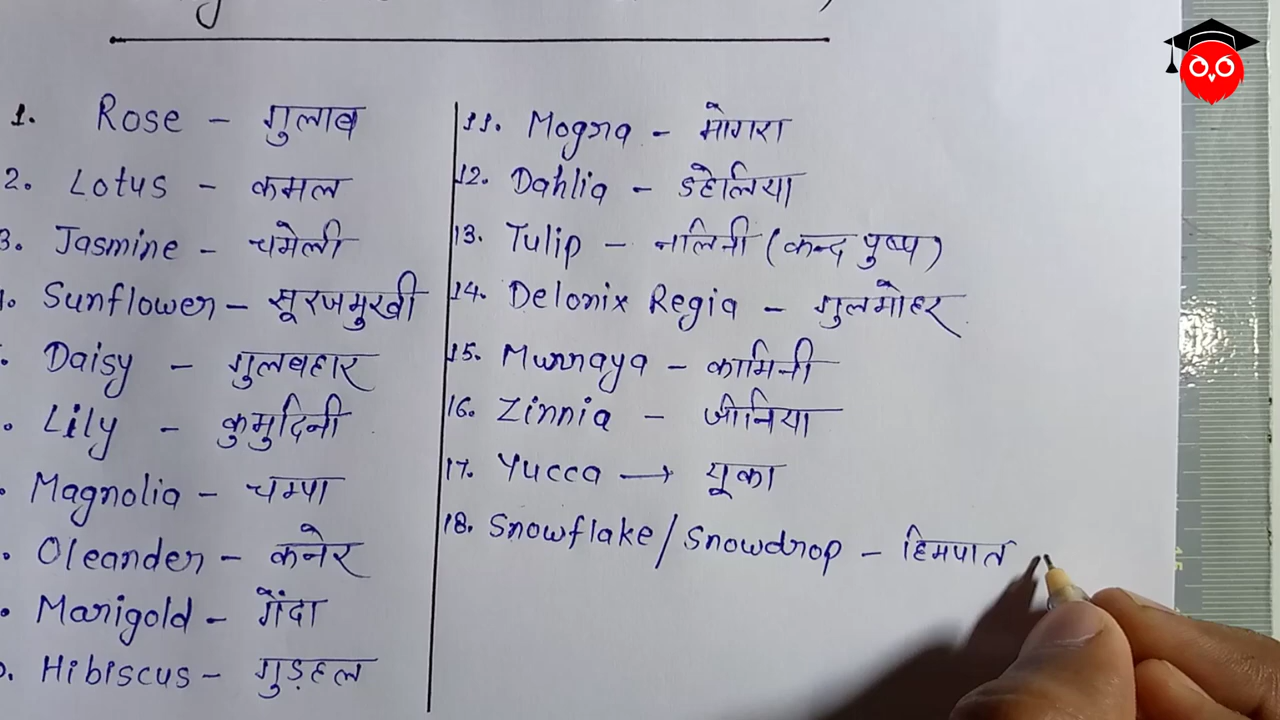 1. Rose - गुलाब
2. Lotus - कमल
3. Jasmine - चमेली
. Sunflower - सूरजमुखी
. Daisy - गुलबहार
. Lily - कुमुदिनी
. Magnolia - चम्पा
. Oleander - कनेर
. Marigold - गेंदा
. Hibiscus - गुड़हल
11. Mogra - मोगरा
12. Dahlia - डहेलिया
13. Tulip - नलिनी (कन्द पुष्प)
14. Delonix Regia - गुलमोहर
15. Murraya - कामिनी
16. Zinnia - जीनिया
17. Yucca → यूका
18. Snowflake/Snowdrop - हिमपात